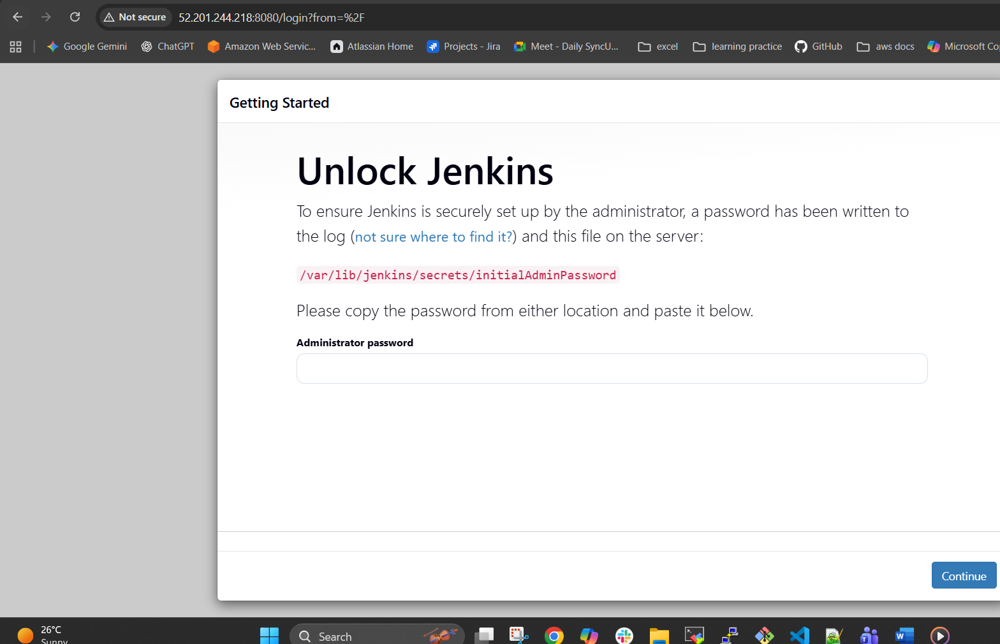 Not secure 52.201.244.218:8080/login?from=%2F
Google Gemini ChatGPT Amazon Web Servic... Atlassian Home Projects - Jira Meet - Daily SyncU... excel learning practice GitHub aws docs Microsoft Co
Getting Started
Unlock Jenkins
To ensure Jenkins is securely set up by the administrator, a password has been written to
the log (not sure where to find it?) and this file on the server:
/var/lib/jenkins/secrets/initialAdminPassword
Please copy the password from either location and paste it below.
Administrator password
Continue
26°C
Sunny
Search